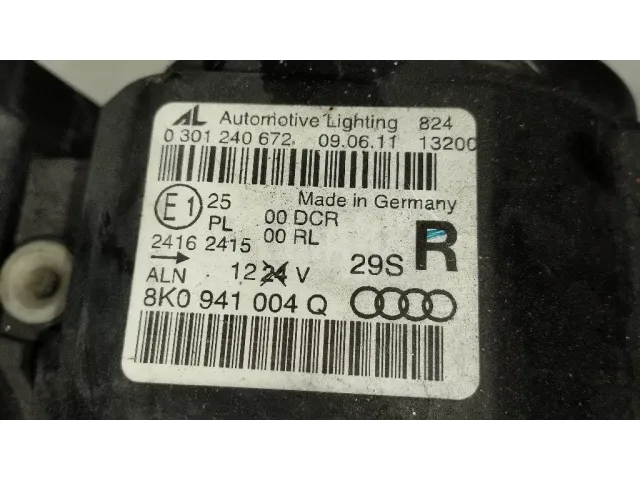 AL Automotive Lighting 824
0 301 240 672 09.06.11 13200
E1 25 Made in Germany
PL 00 DCR R
2416 2415 00 RL
ALN 12 24 V 29S
8K0 941 004 Q